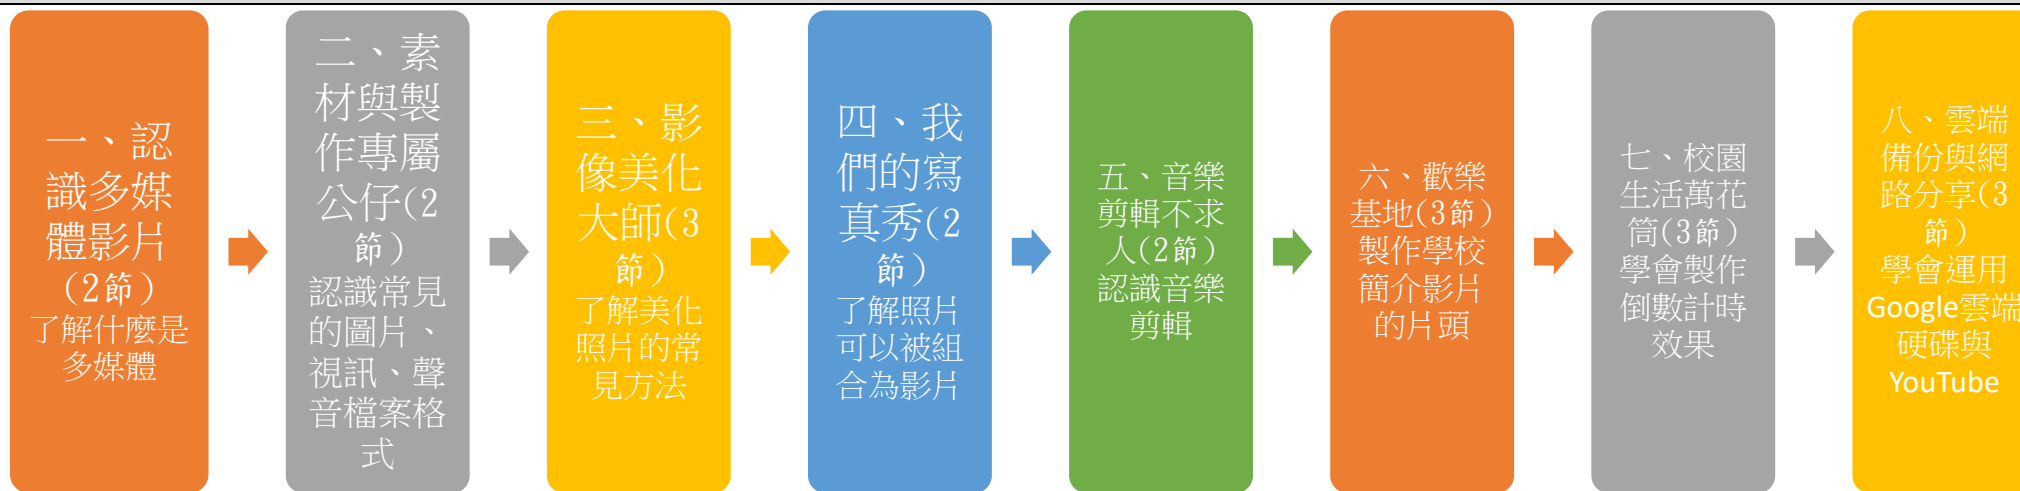 一、認
識多媒
體影片
(2節)
了解什麼是
多媒體
二、素
材與製
作專屬
公仔(2
節)
認識常見
的圖片、
視訊、聲
音檔案格
式
三、影
像美化
大師(3
節)
了解美化
照片的常
見方法
四、我
們的寫
真秀(2
節)
了解照片
可以被組
合為影片
五、音樂
剪輯不求
人(2節)
認識音樂
剪輯
六、歡樂
基地(3節)
製作學校
簡介影片
的片頭
七、校園
生活萬花
筒(3節)
學會製作
倒數計時
效果
八、雲端
備份與網
路分享(3
節)
學會運用
Google雲端
硬碟與
YouTube